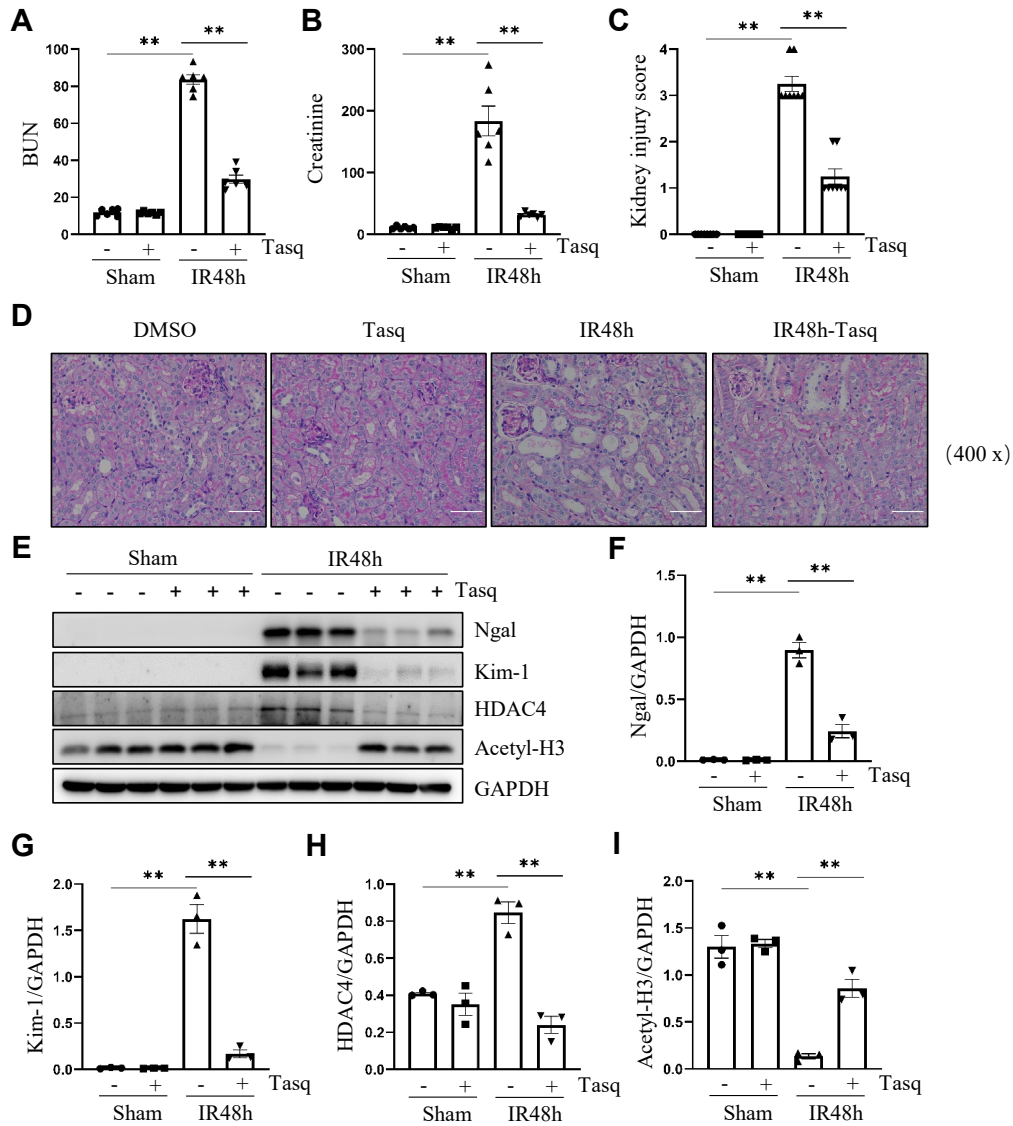 A
BUN
100
80
60
40
20
0
**
**
- + - + Tasq
Sham IR48h
B
Creatinine
300
200
100
0
**
**
- + - + Tasq
Sham IR48h
C
Kidney injury score
4
3
2
1
0
**
**
- + - + Tasq
Sham IR48h
D
DMSO Tasq IR48h IR48h-Tasq
(400 x)
E
Sham IR48h
- - - + + + - - - + + + Tasq
Ngal
Kim-1
HDAC4
Acetyl-H3
GAPDH
F
Ngal/GAPDH
1.5
1.0
0.5
0.0
**
**
- + - + Tasq
Sham IR48h
G
Kim-1/GAPDH
2.0
1.5
1.0
0.5
0.0
**
**
- + - + Tasq
Sham IR48h
H
HDAC4/GAPDH
1.0
0.8
0.6
0.4
0.2
0.0
**
**
- + - + Tasq
Sham IR48h
I
Acetyl-H3/GAPDH
2.0
1.5
1.0
0.5
0.0
**
**
- + - + Tasq
Sham IR48h